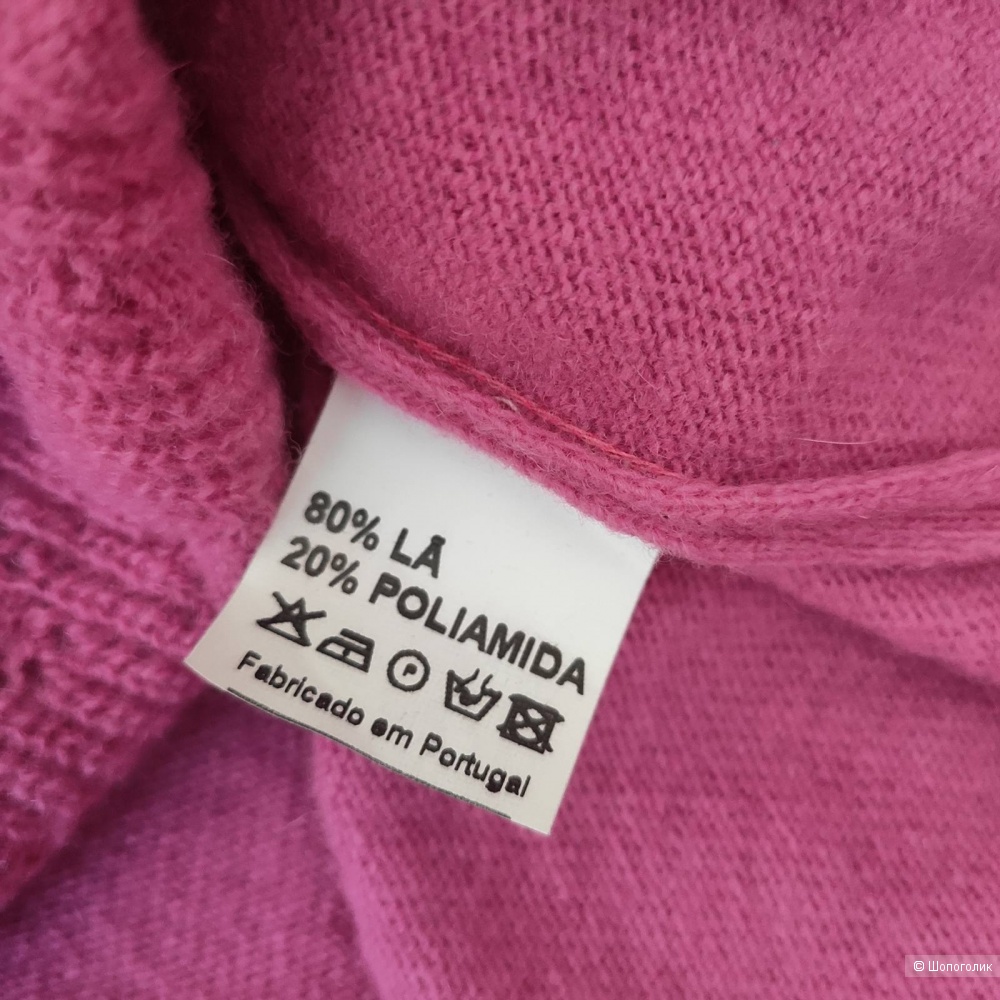 80% LÃ
20% POLIAMIDA
P
Fabricado em Portugal
© Шопоголик